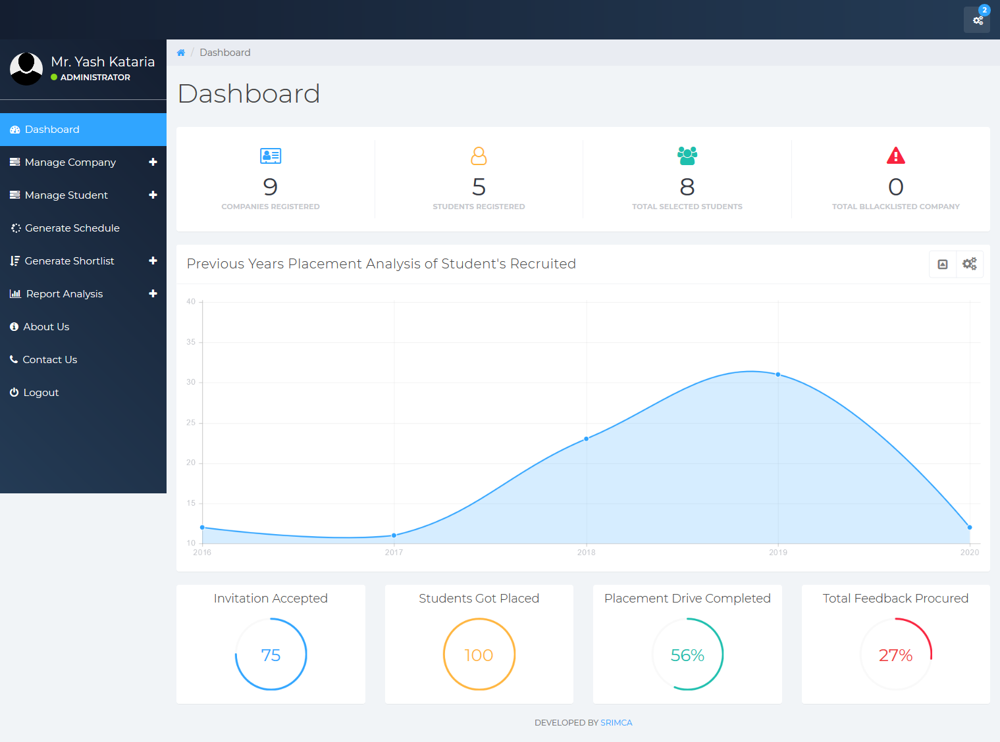 2
Mr. Yash Kataria
ADMINISTRATOR
Dashboard
Manage Company
Manage Student
Generate Schedule
Generate Shortlist
Report Analysis
About Us
Contact Us
Logout
/ Dashboard
Dashboard
9
COMPANIES REGISTERED
5
STUDENTS REGISTERED
8
TOTAL SELECTED STUDENTS
0
TOTAL BLLACKLISTED COMPANY
Previous Years Placement Analysis of Student's Recruited
40
35
30
25
20
15
10
2016 2017 2018 2019 2020
Invitation Accepted
75
Students Got Placed
100
Placement Drive Completed
56%
Total Feedback Procured
27%
DEVELOPED BY SRIMCA